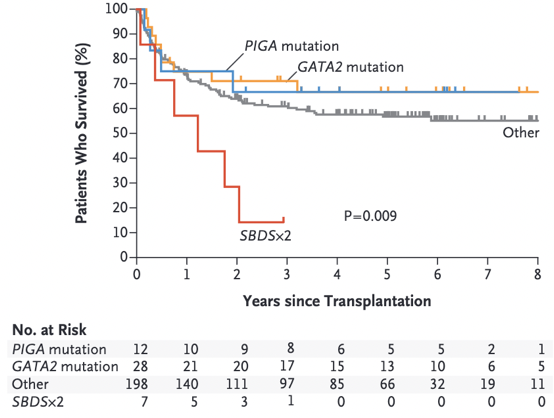 100
90
80
70
60
50
40
30
20
10
0
Patients Who Survived (%)
PIGA mutation
GATA2 mutation
Other
P=0.009
SBDS×2
0 1 2 3 4 5 6 7 8
Years since Transplantation
No. at Risk
PIGA mutation 12 10 9 8 6 5 5 2 1
GATA2 mutation 28 21 20 17 15 13 10 6 5
Other 198 140 111 97 85 66 32 19 11
SBDS×2 7 5 3 1 0 0 0 0 0